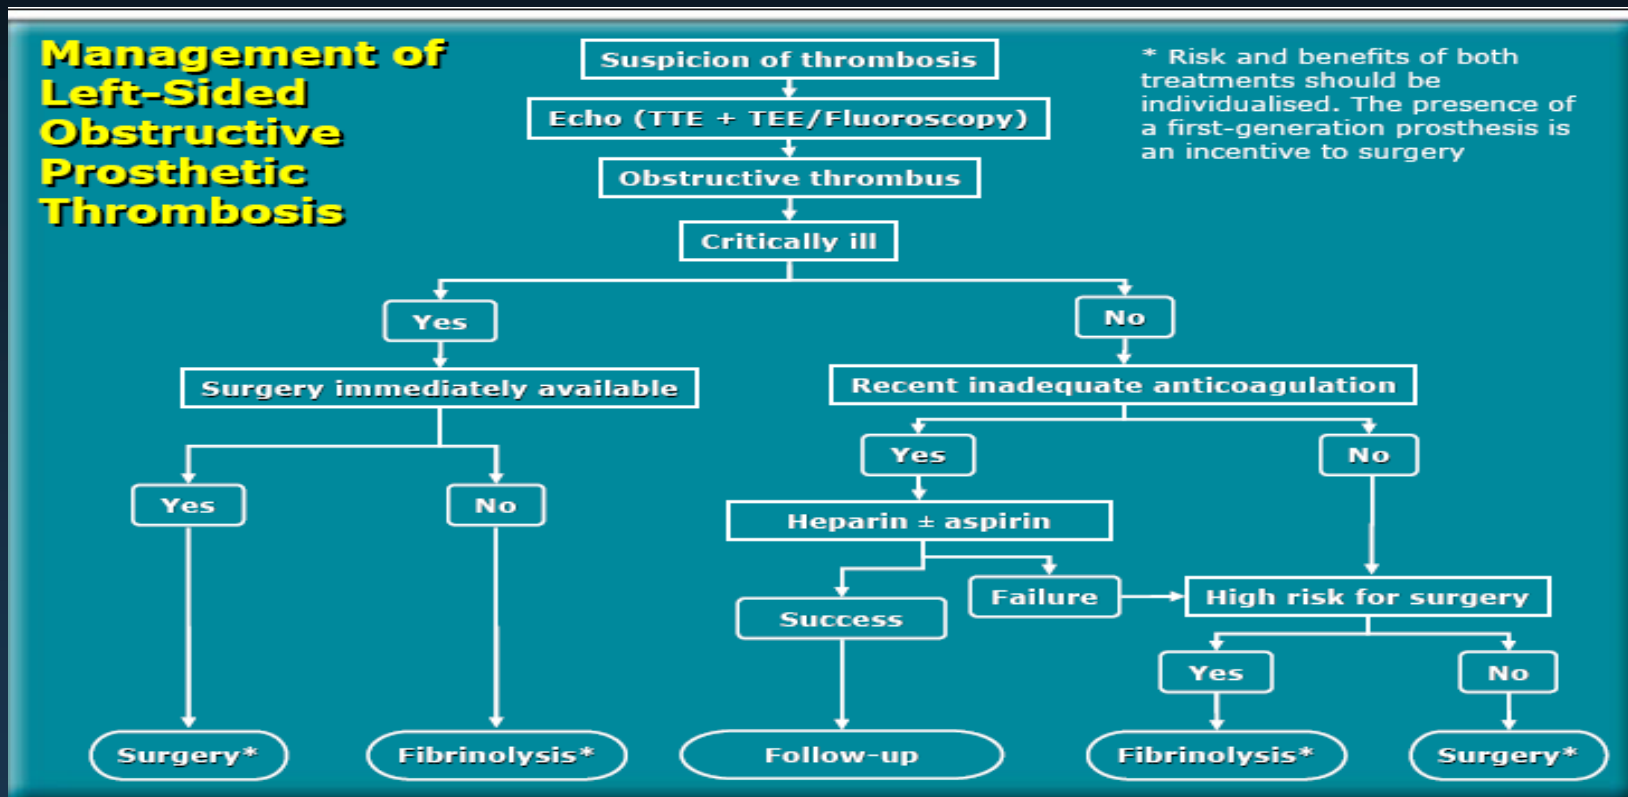 Management of
Left-Sided
Obstructive
Prosthetic
Thrombosis
Suspicion of thrombosis
* Risk and benefits of both
treatments should be
individualised. The presence of
a first-generation prosthesis is
an incentive to surgery
Echo (TTE + TEE/Fluoroscopy)
Obstructive thrombus
Critically ill
Yes
No
Surgery immediately available
Recent inadequate anticoagulation
Yes
No
Yes
No
Heparin ± aspirin
Success
Failure
High risk for surgery
Yes
No
Surgery*
Fibrinolysis*
Follow-up
Fibrinolysis*
Surgery*